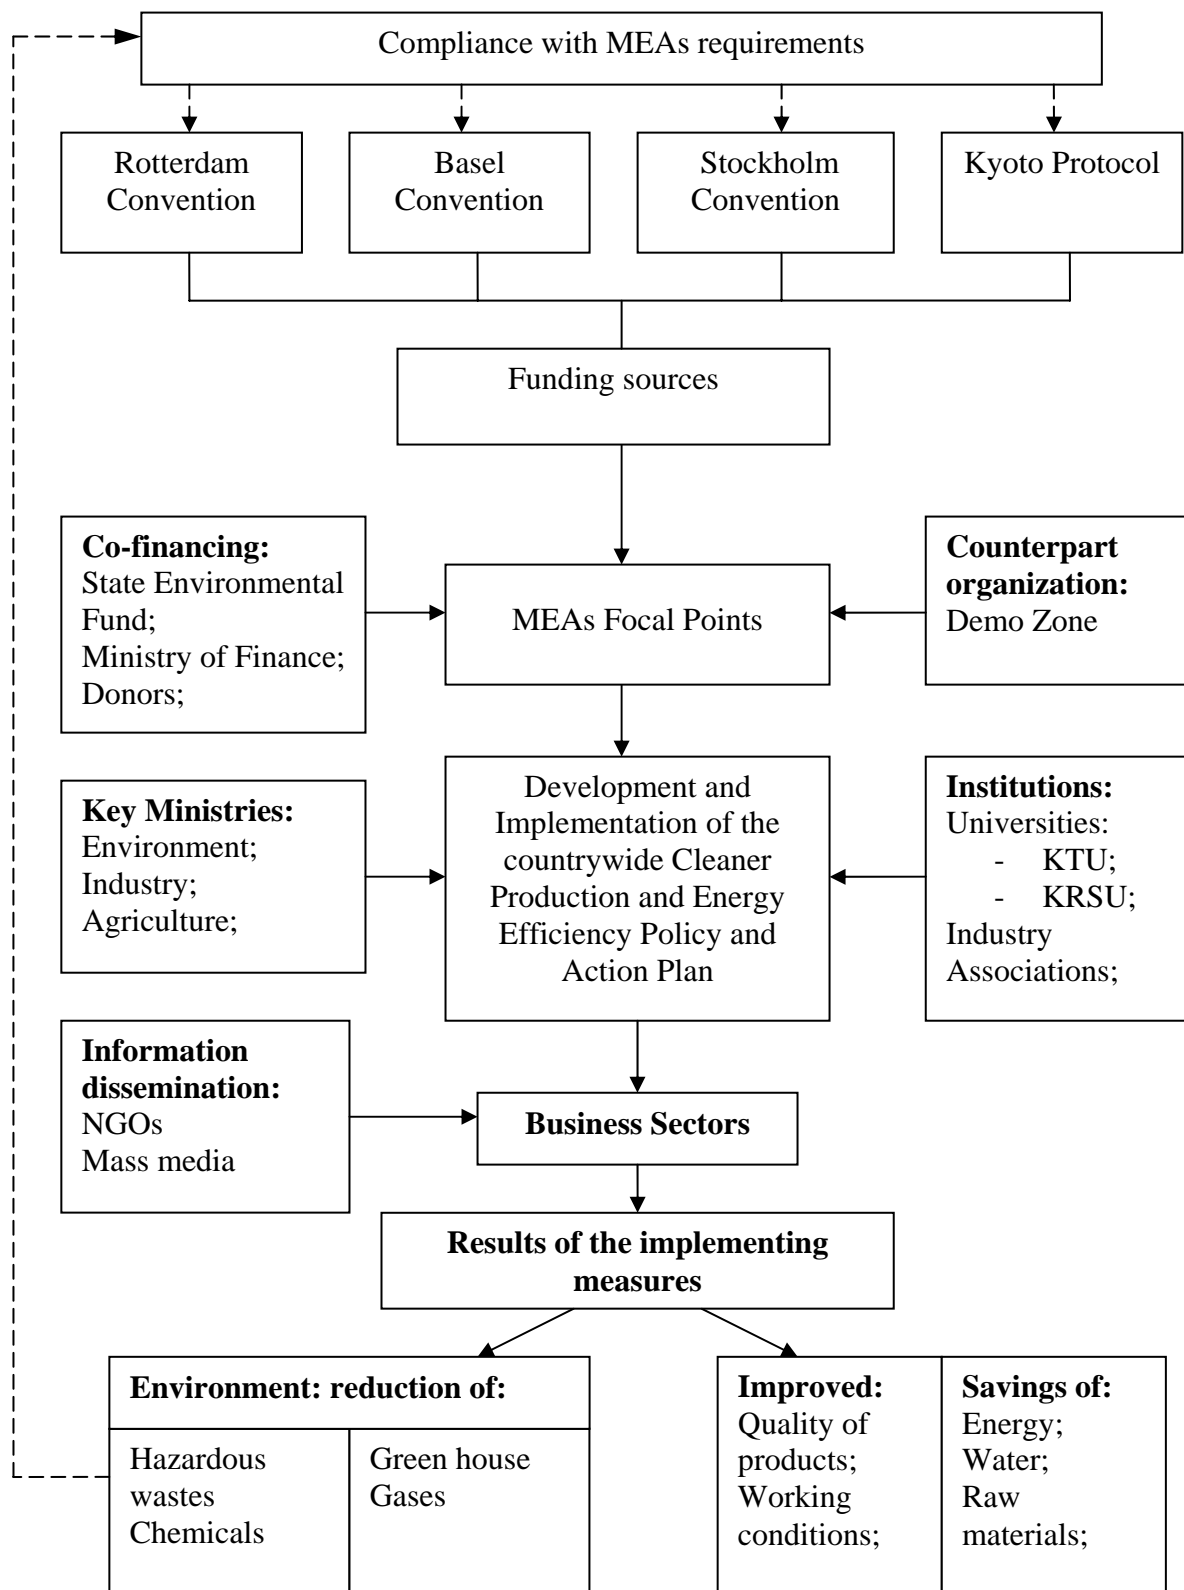 Compliance with MEAs requirements
Rotterdam
Convention
Basel
Convention
Stockholm
Convention
Kyoto Protocol
Funding sources
Co-financing:
State Environmental
Fund;
Ministry of Finance;
Donors;
MEAs Focal Points
Counterpart
organization:
Demo Zone
Key Ministries:
Environment;
Industry;
Agriculture;
Development and
Implementation of the
countrywide Cleaner
Production and Energy
Efficiency Policy and
Action Plan
Institutions:
Universities:
- KTU;
- KRSU;
Industry
Associations;
Information
dissemination:
NGOs
Mass media
Business Sectors
Results of the implementing
measures
Environment: reduction of:
Hazardous
wastes
Chemicals
Green house
Gases
Improved:
Quality of
products;
Working
conditions;
Savings of:
Energy;
Water;
Raw
materials;